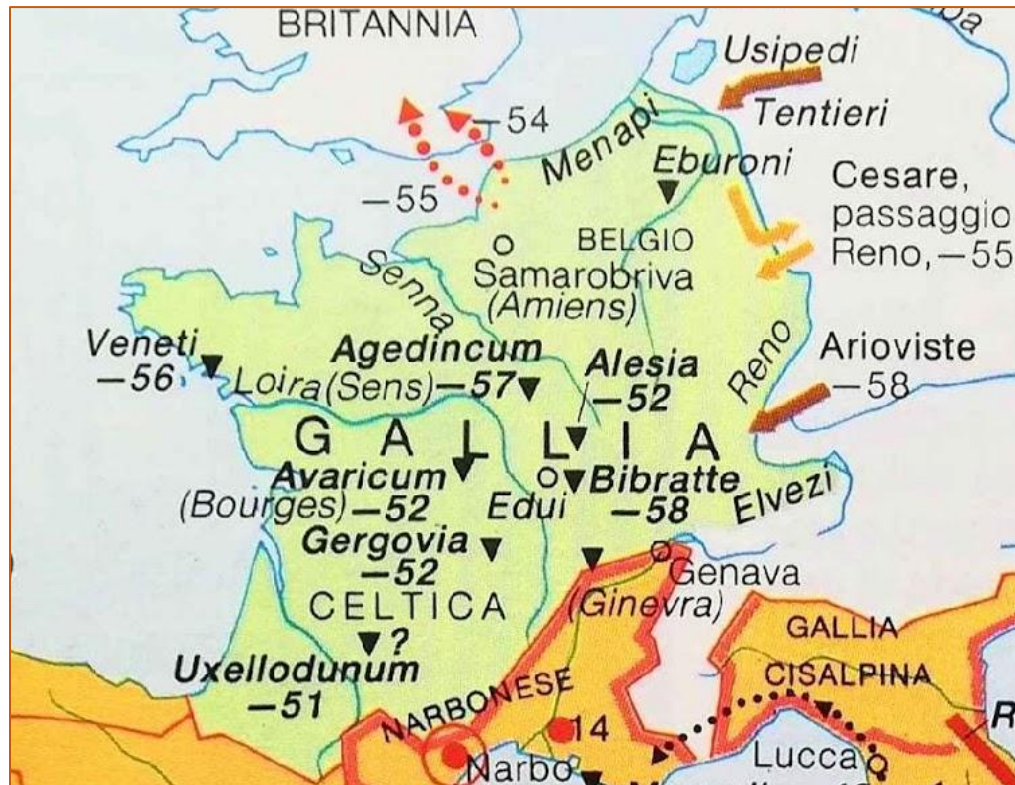 BRITANNIA
Usipedi
Tentieri
−54
Menapi
Eburoni
Cesare,
passaggio
Reno, −55
−55
BELGIO
Samarobriva
(Amiens)
Senna
Reno
Veneti
−56
Agedincum
Loira (Sens) −57
Alesia
−52
Arioviste
−58
GALLIA
Avaricum
(Bourges) −52
Edui
Bibratte
−58
Elvezi
Gergovia
−52
Genava
(Ginevra)
CELTICA
?
Uxellodunum
−51
GALLIA
CISALPINA
NARBONESE
14
Narbo
Lucca
R